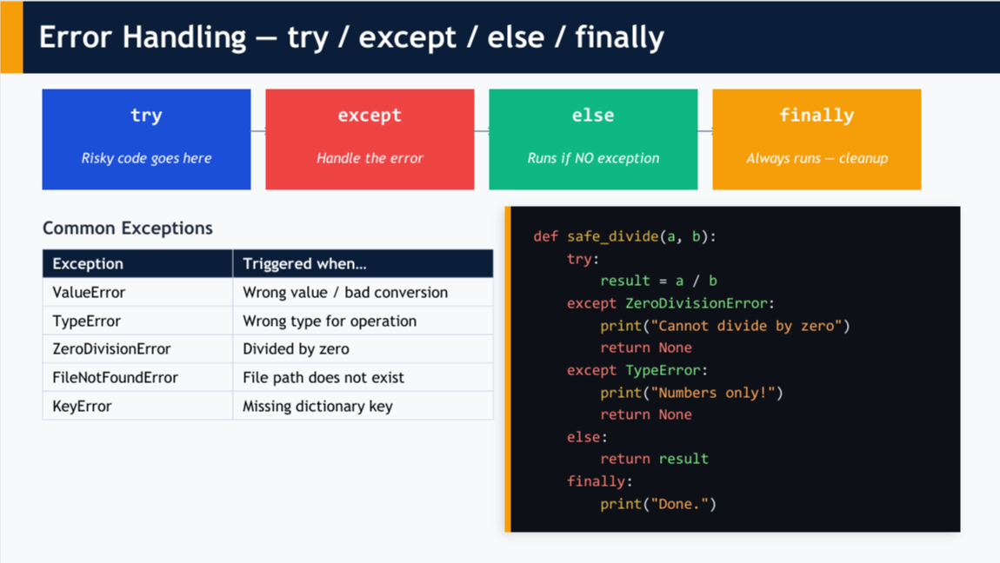 Error Handling — try / except / else / finally
try
Risky code goes here
except
Handle the error
else
Runs if NO exception
finally
Always runs — cleanup
Common Exceptions
Exception Triggered when…
ValueError Wrong value / bad conversion
TypeError Wrong type for operation
ZeroDivisionError Divided by zero
FileNotFoundError File path does not exist
KeyError Missing dictionary key
def safe_divide(a, b):
    try:
        result = a / b
    except ZeroDivisionError:
        print("Cannot divide by zero")
        return None
    except TypeError:
        print("Numbers only!")
        return None
    else:
        return result
    finally:
        print("Done.")